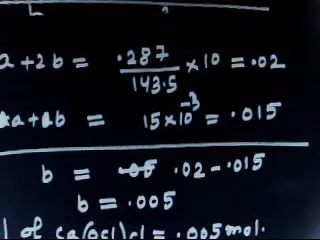 a + 2b = .287/143.5 × 10 = .02
a + b = 15 × 10⁻³ = .015
b = .02 - .015
b = .005
of Ca(OCl)Cl = .005 mol.